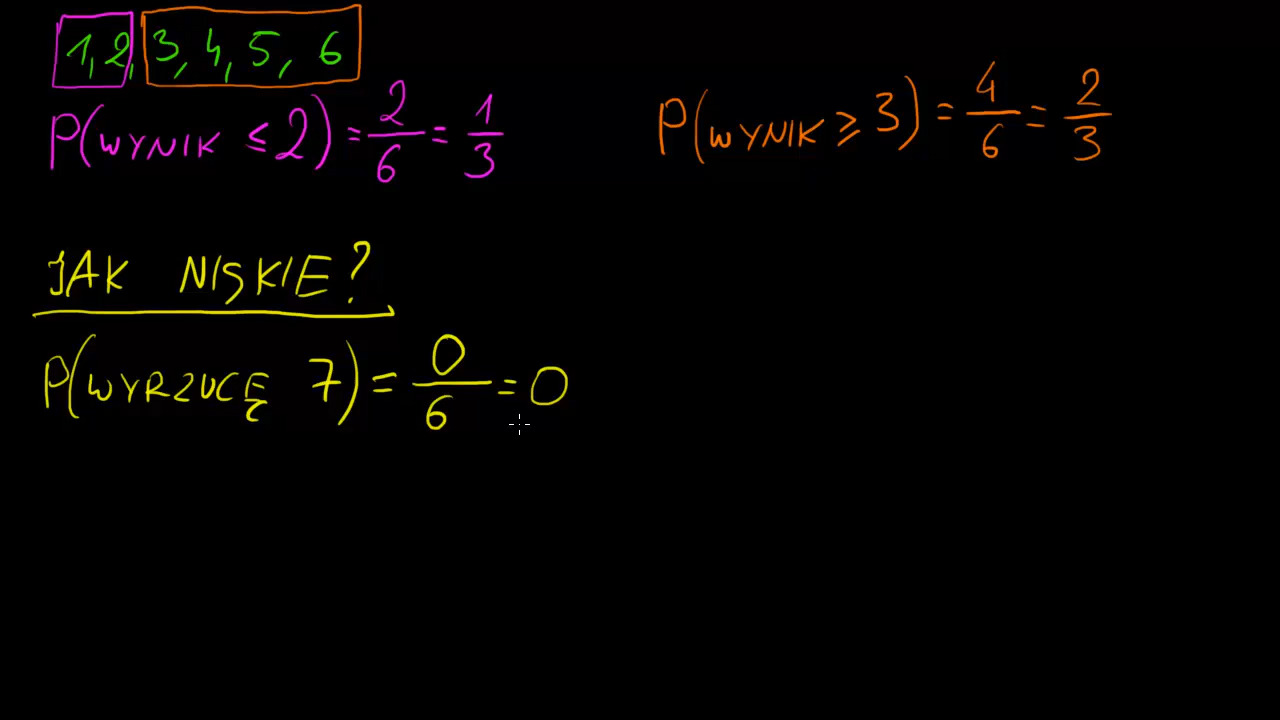 1, 2, 3, 4, 5, 6
P(WYNIK ≤ 2) = 2/6 = 1/3
P(WYNIK ≥ 3) = 4/6 = 2/3
JAK NISKIE?
P(WYRZUCĘ 7) = 0/6 = 0